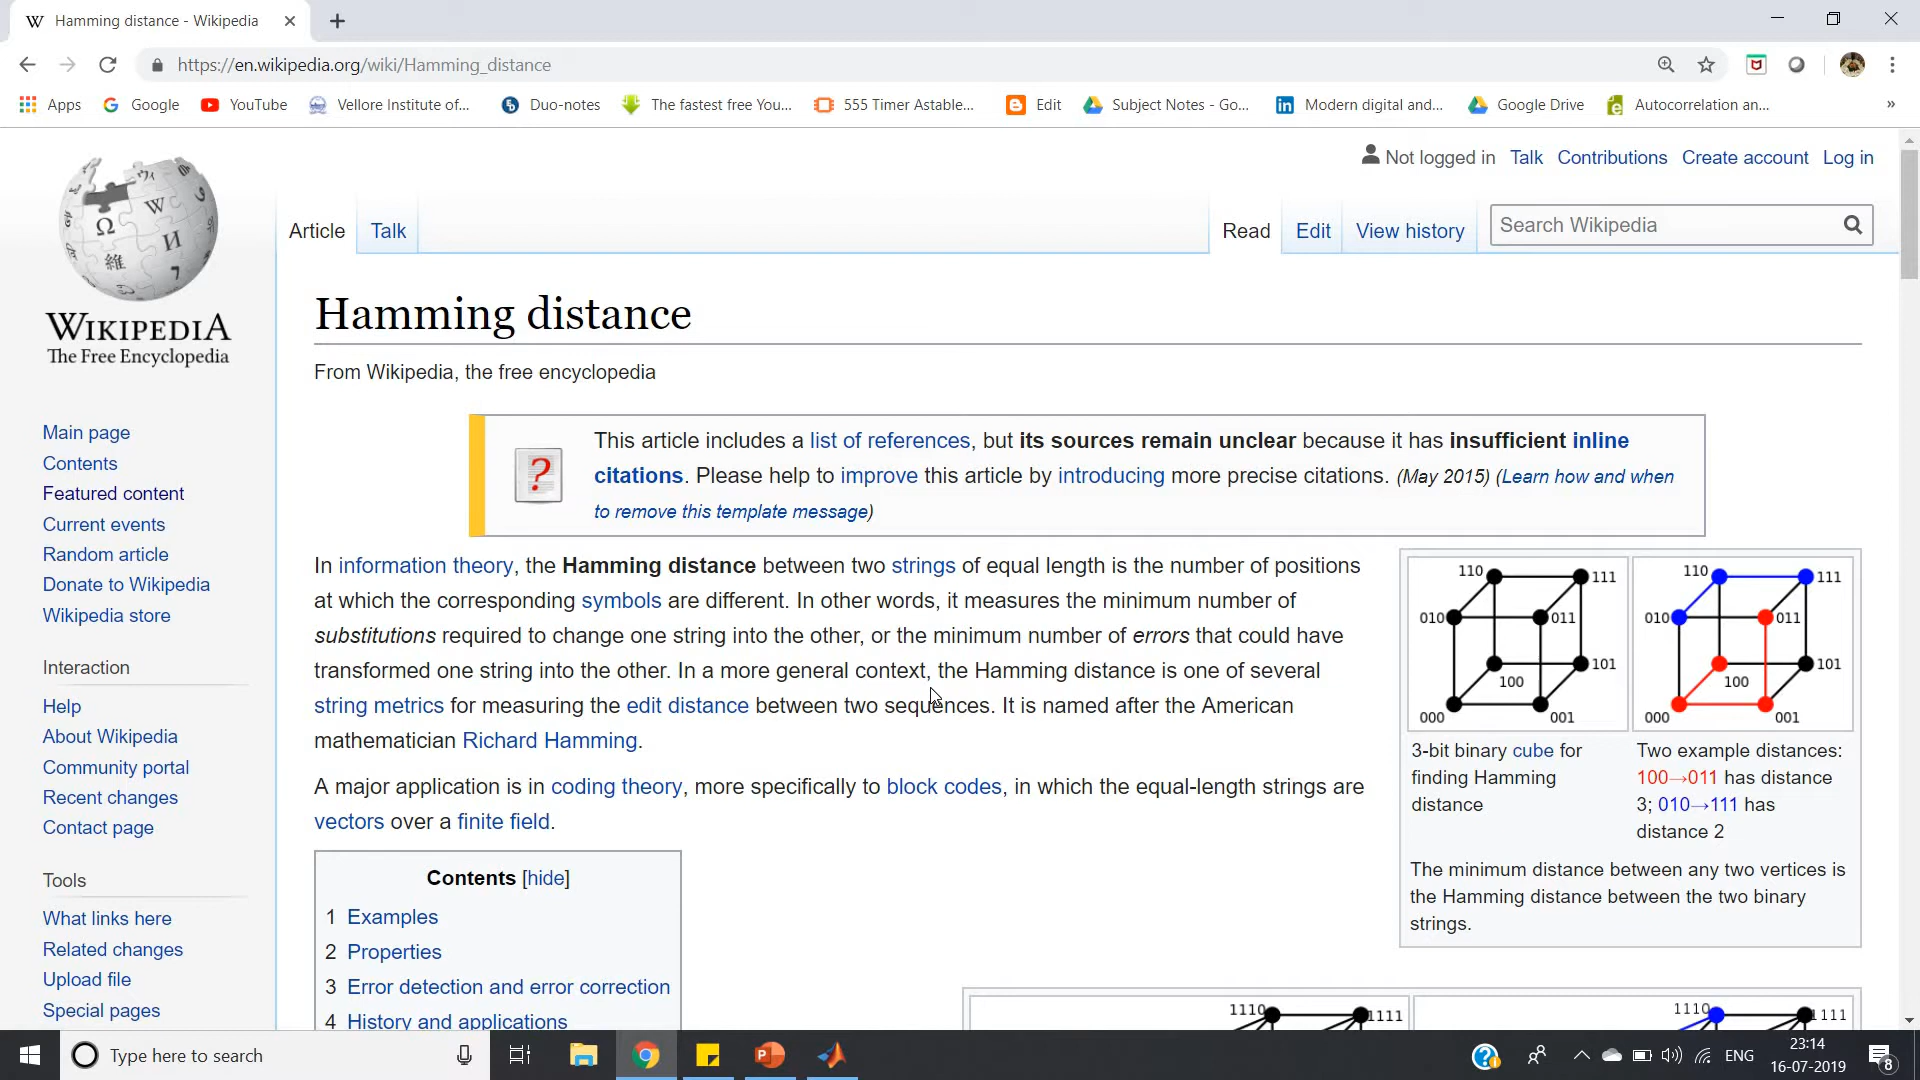 Hamming distance - Wikipedia
https://en.wikipedia.org/wiki/Hamming_distance
Apps Google YouTube Vellore Institute of... Duo-notes The fastest free You... 555 Timer Astable... Edit Subject Notes - Go... Modern digital and... Google Drive Autocorrelation an... »
Not logged in Talk Contributions Create account Log in
Article Talk Read Edit View history Search Wikipedia
WIKIPEDIA
The Free Encyclopedia
Main page
Contents
Featured content
Current events
Random article
Donate to Wikipedia
Wikipedia store
Interaction
Help
About Wikipedia
Community portal
Recent changes
Contact page
Tools
What links here
Related changes
Upload file
Special pages
Hamming distance
From Wikipedia, the free encyclopedia
This article includes a list of references, but its sources remain unclear because it has insufficient inline
citations. Please help to improve this article by introducing more precise citations. (May 2015) (Learn how and when
to remove this template message)
In information theory, the Hamming distance between two strings of equal length is the number of positions
at which the corresponding symbols are different. In other words, it measures the minimum number of
substitutions required to change one string into the other, or the minimum number of errors that could have
transformed one string into the other. In a more general context, the Hamming distance is one of several
string metrics for measuring the edit distance between two sequences. It is named after the American
mathematician Richard Hamming.
A major application is in coding theory, more specifically to block codes, in which the equal-length strings are
vectors over a finite field.
Contents [hide]
1 Examples
2 Properties
3 Error detection and error correction
4 History and applications
110 111
010 011
101
100
000 001
110 111
010 011
101
100
000 001
3-bit binary cube for
finding Hamming
distance
Two example distances:
100→011 has distance
3; 010→111 has
distance 2
The minimum distance between any two vertices is
the Hamming distance between the two binary
strings.
1110 1111
1110 1111
Type here to search
ENG
23:14
16-07-2019
8